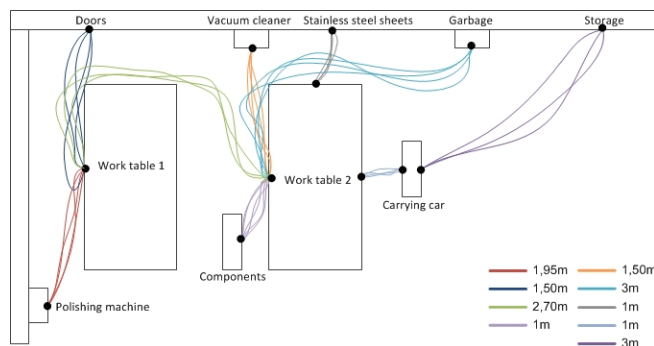 Doors
Vacuum cleaner
Stainless steel sheets
Garbage
Storage
Work table 1
Work table 2
Carrying car
Components
Polishing machine
1,95m
1,50m
1,50m
3m
2,70m
1m
1m
1m
3m